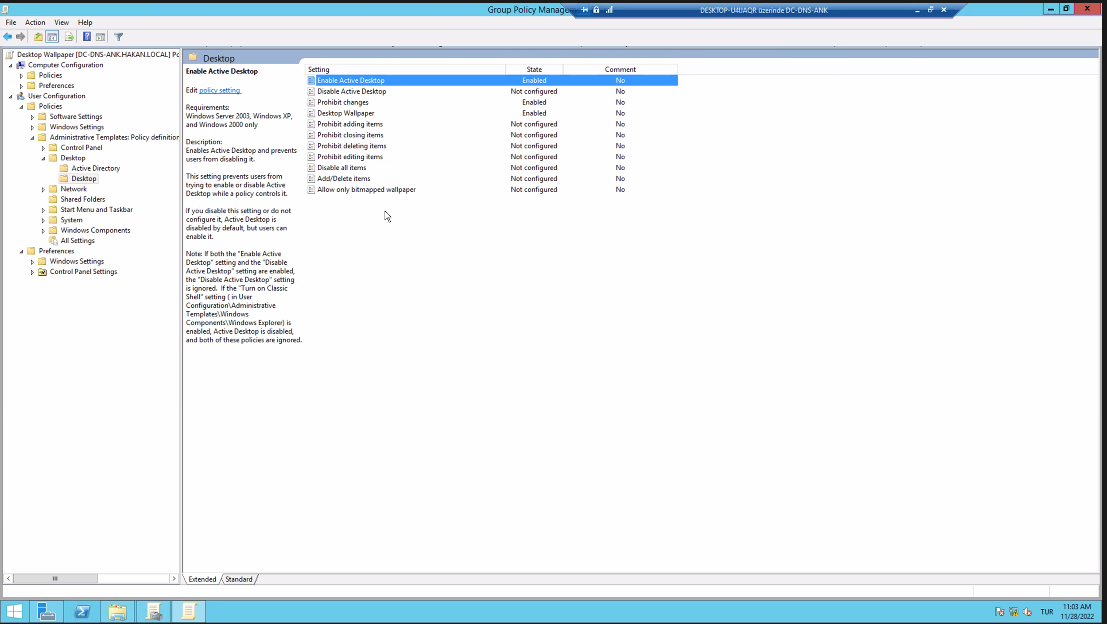 Group Policy Manage
DESKTOP-U4JJAQR üzerinde DC-DNS-ANK
File Action View Help
Desktop Wallpaper [DC-DNS-ANK.HAKAN.LOCAL] Po
Computer Configuration
Policies
Preferences
User Configuration
Policies
Software Settings
Windows Settings
Administrative Templates: Policy definition
Control Panel
Desktop
Active Directory
Desktop
Network
Shared Folders
Start Menu and Taskbar
System
Windows Components
All Settings
Preferences
Windows Settings
Control Panel Settings
Desktop
Enable Active Desktop
Edit policy setting
Requirements:
Windows Server 2003, Windows XP,
and Windows 2000 only
Description:
Enables Active Desktop and prevents
users from disabling it.
This setting prevents users from
trying to enable or disable Active
Desktop while a policy controls it.
If you disable this setting or do not
configure it, Active Desktop is
disabled by default, but users can
enable it.
Note: If both the "Enable Active
Desktop" setting and the "Disable
Active Desktop" setting are enabled,
the "Disable Active Desktop" setting
is ignored. If the "Turn on Classic
Shell" setting ( in User
Configuration\Administrative
Templates\Windows
Components\Windows Explorer) is
enabled, Active Desktop is disabled,
and both of these policies are ignored.
Setting State Comment
Enable Active Desktop Enabled No
Disable Active Desktop Not configured No
Prohibit changes Enabled No
Desktop Wallpaper Enabled No
Prohibit adding items Not configured No
Prohibit closing items Not configured No
Prohibit deleting items Not configured No
Prohibit editing items Not configured No
Disable all items Not configured No
Add/Delete items Not configured No
Allow only bitmapped wallpaper Not configured No
Extended Standard
TUR
11:03 AM
11/28/2022